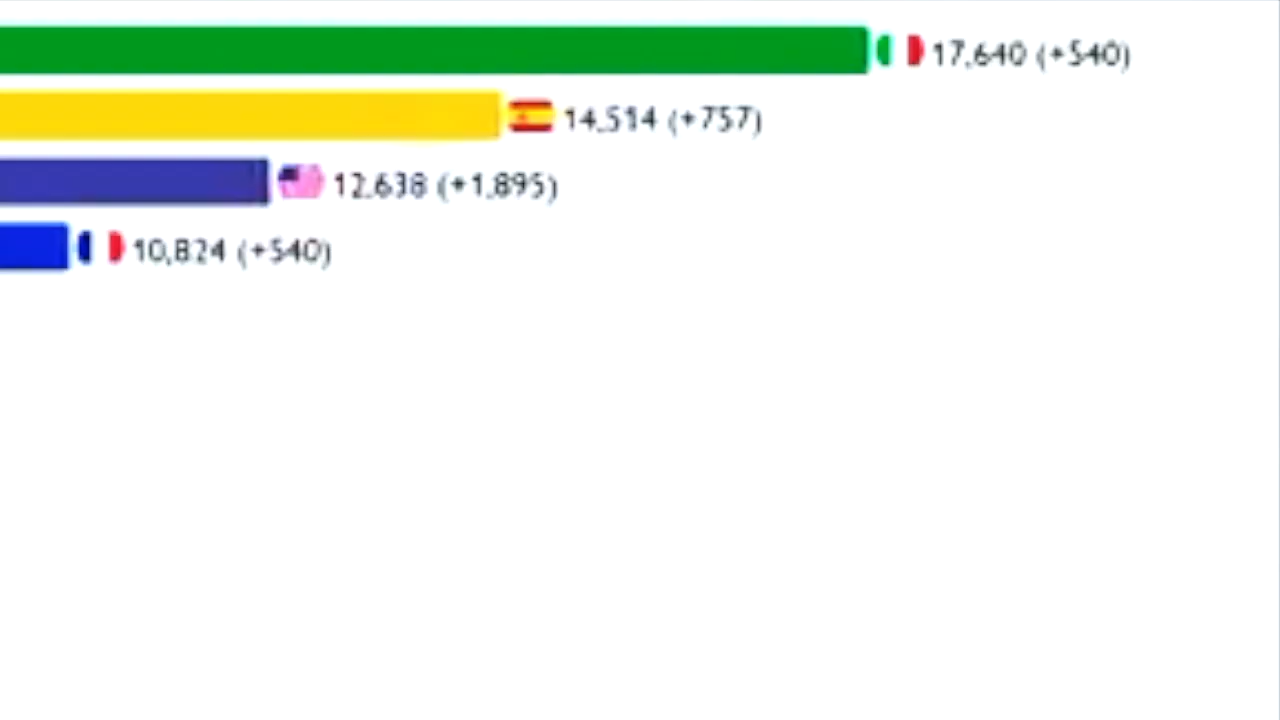 17,640 (+540)
14,514 (+757)
12,638 (+1,895)
10,824 (+540)